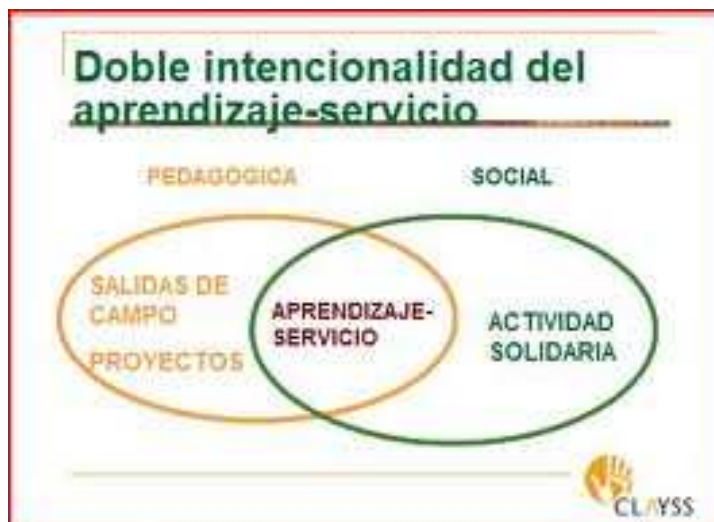 Doble intencionalidad del
aprendizaje-servicio
PEDAGOGICA
SOCIAL
SALIDAS DE
CAMPO
PROYECTOS
APRENDIZAJE-
SERVICIO
ACTIVIDAD
SOLIDARIA
CLAYSS